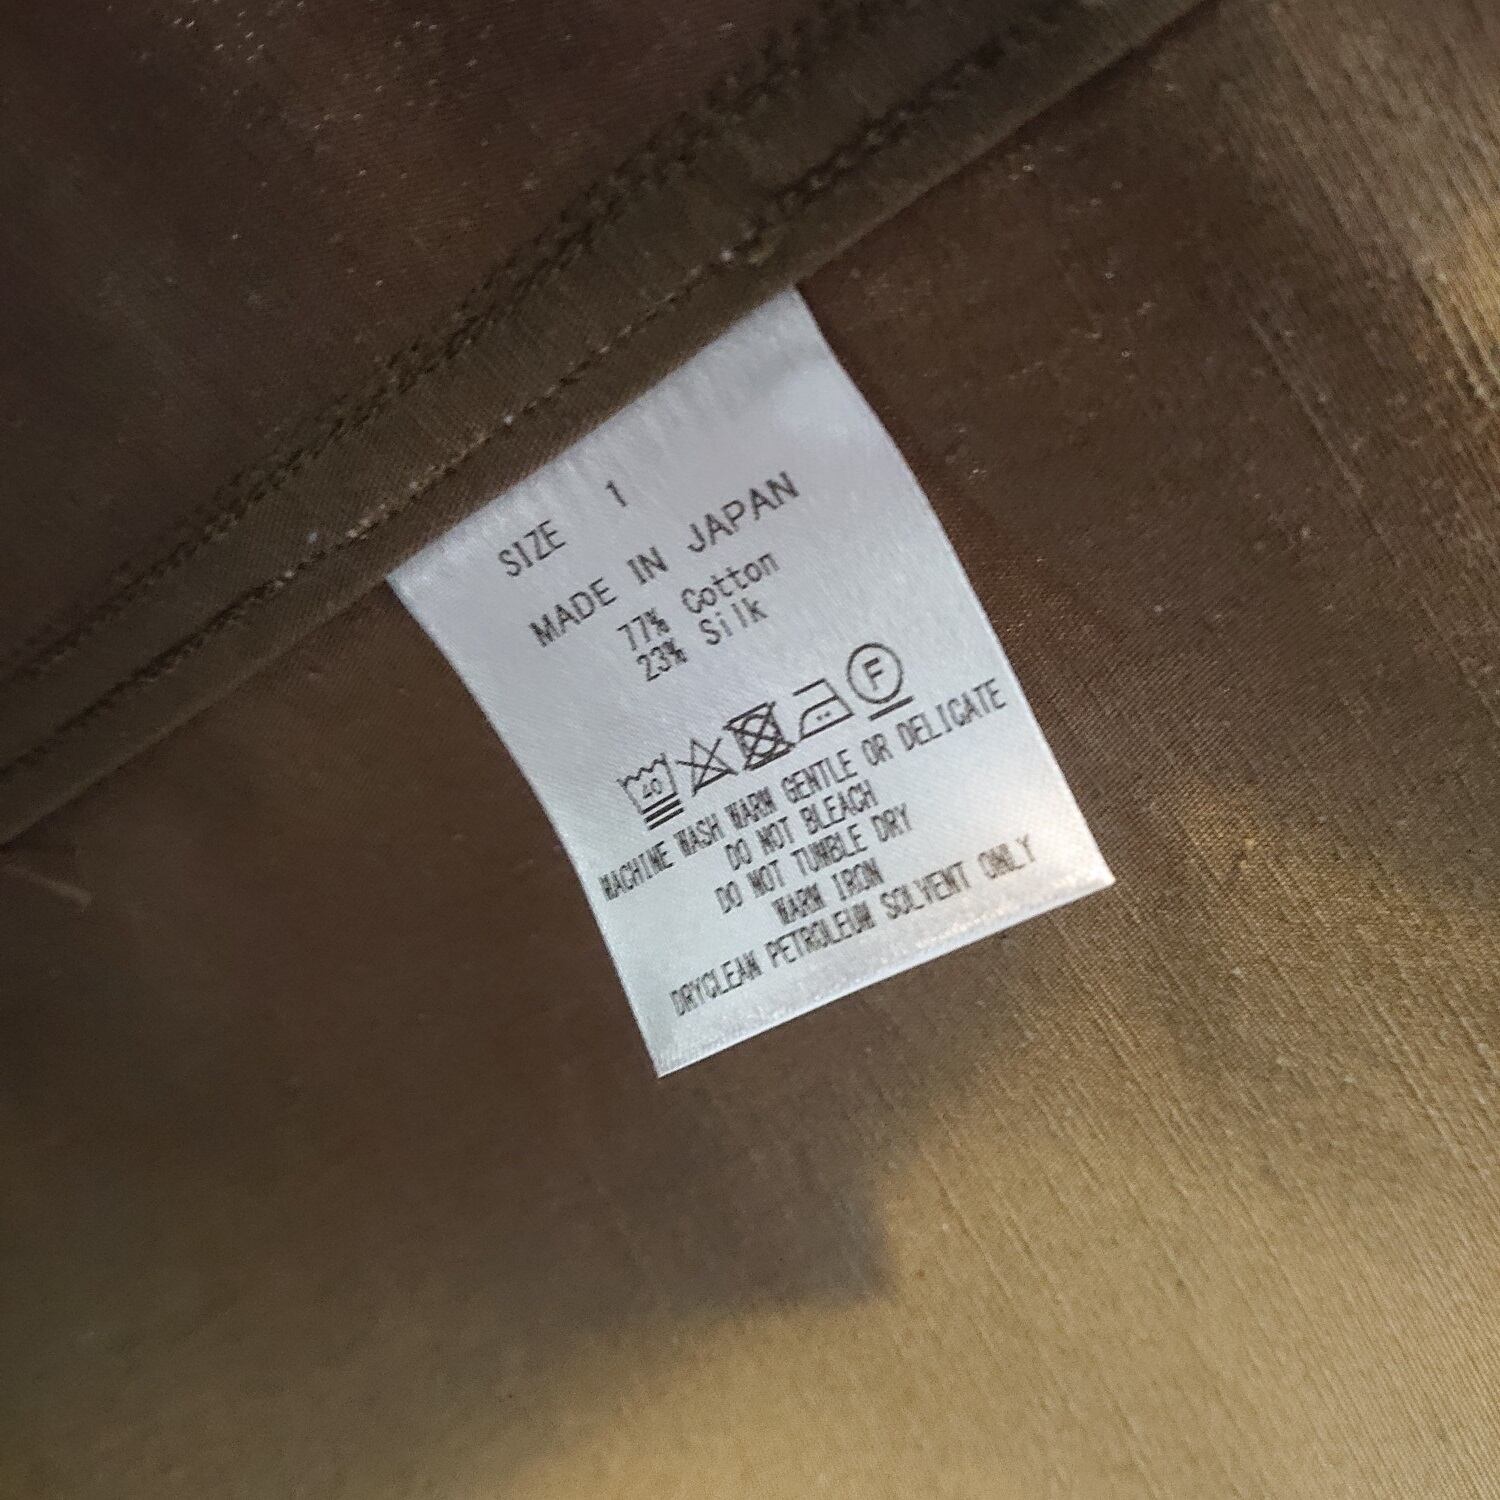 SIZE 1
MADE IN JAPAN
77% Cotton
23% Silk
40 F
MACHINE WASH WARM GENTLE OR DELICATE
DO NOT BLEACH
DO NOT TUMBLE DRY
WARM IRON
DRYCLEAN PETROLEUM SOLVENT ONLY